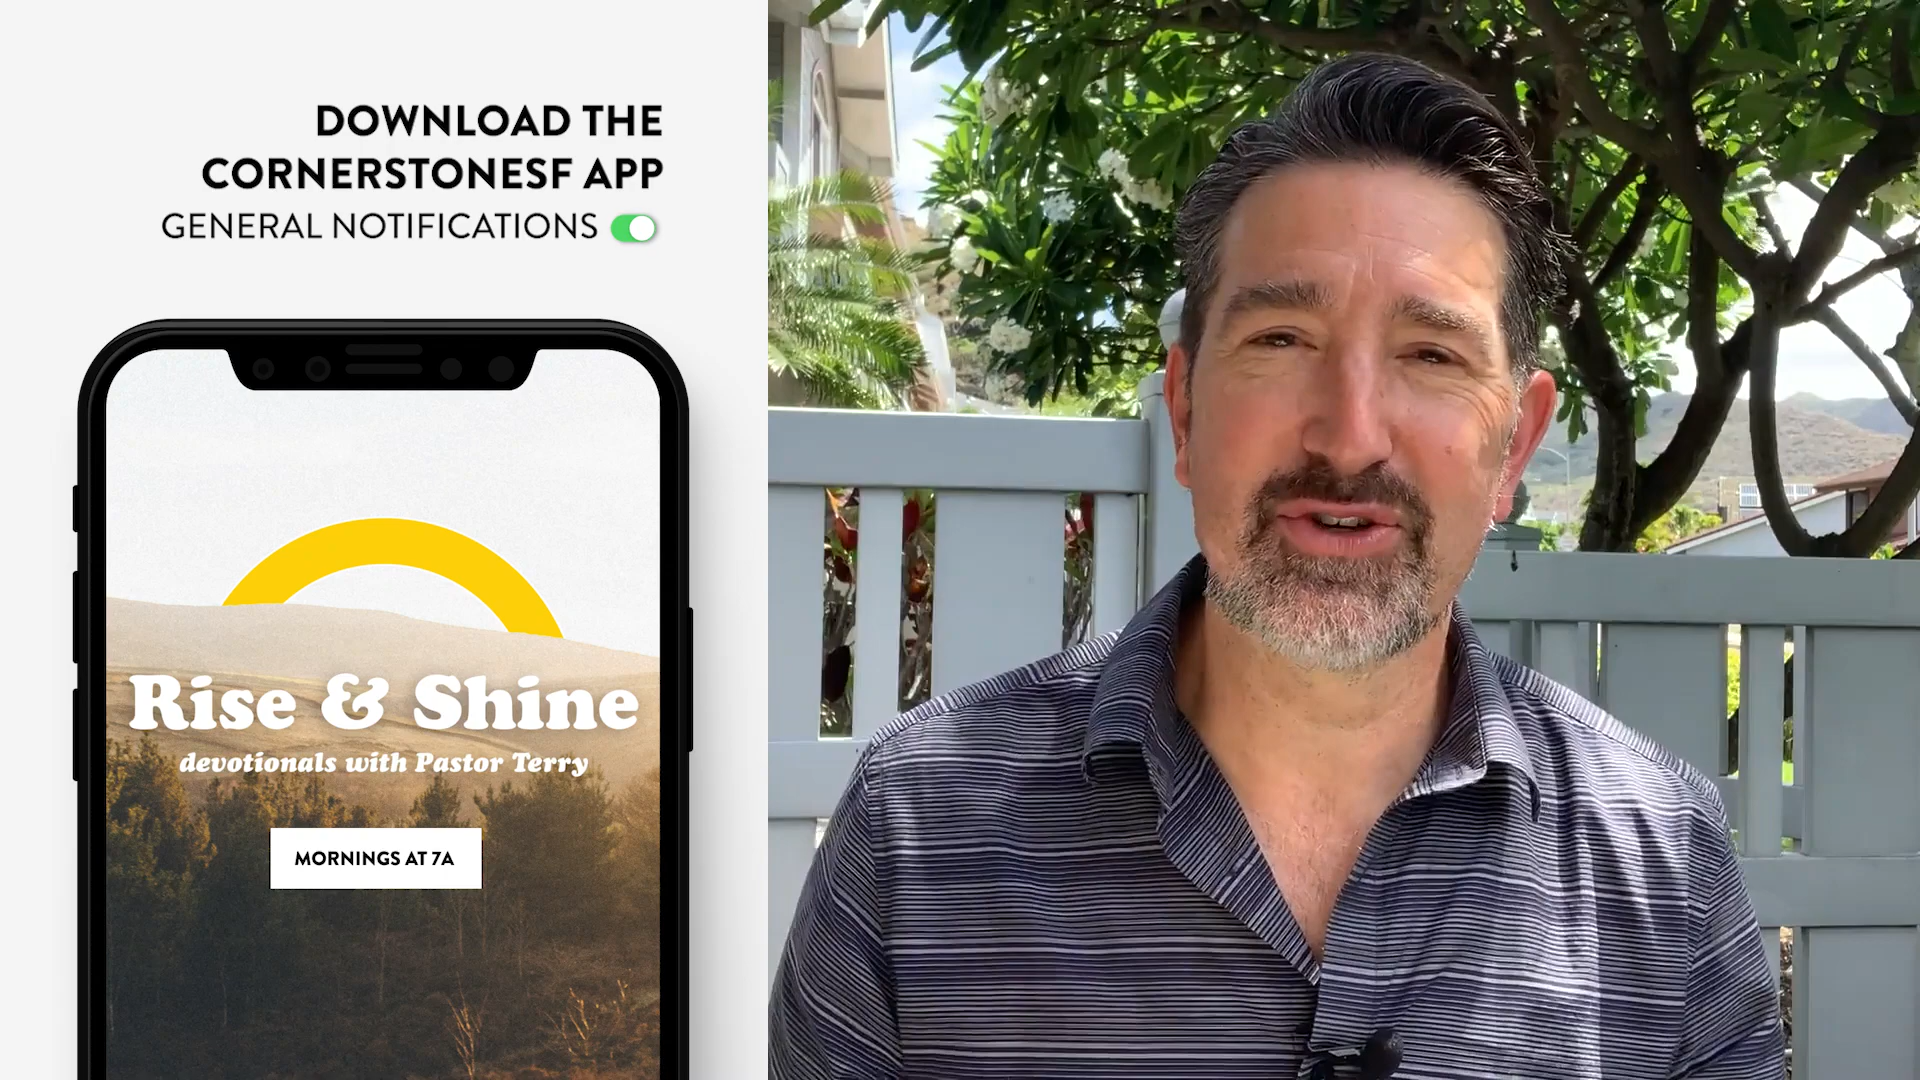 DOWNLOAD THE
CORNERSTONESF APP
GENERAL NOTIFICATIONS
Rise & Shine
devotionals with Pastor Terry
MORNINGS AT 7A